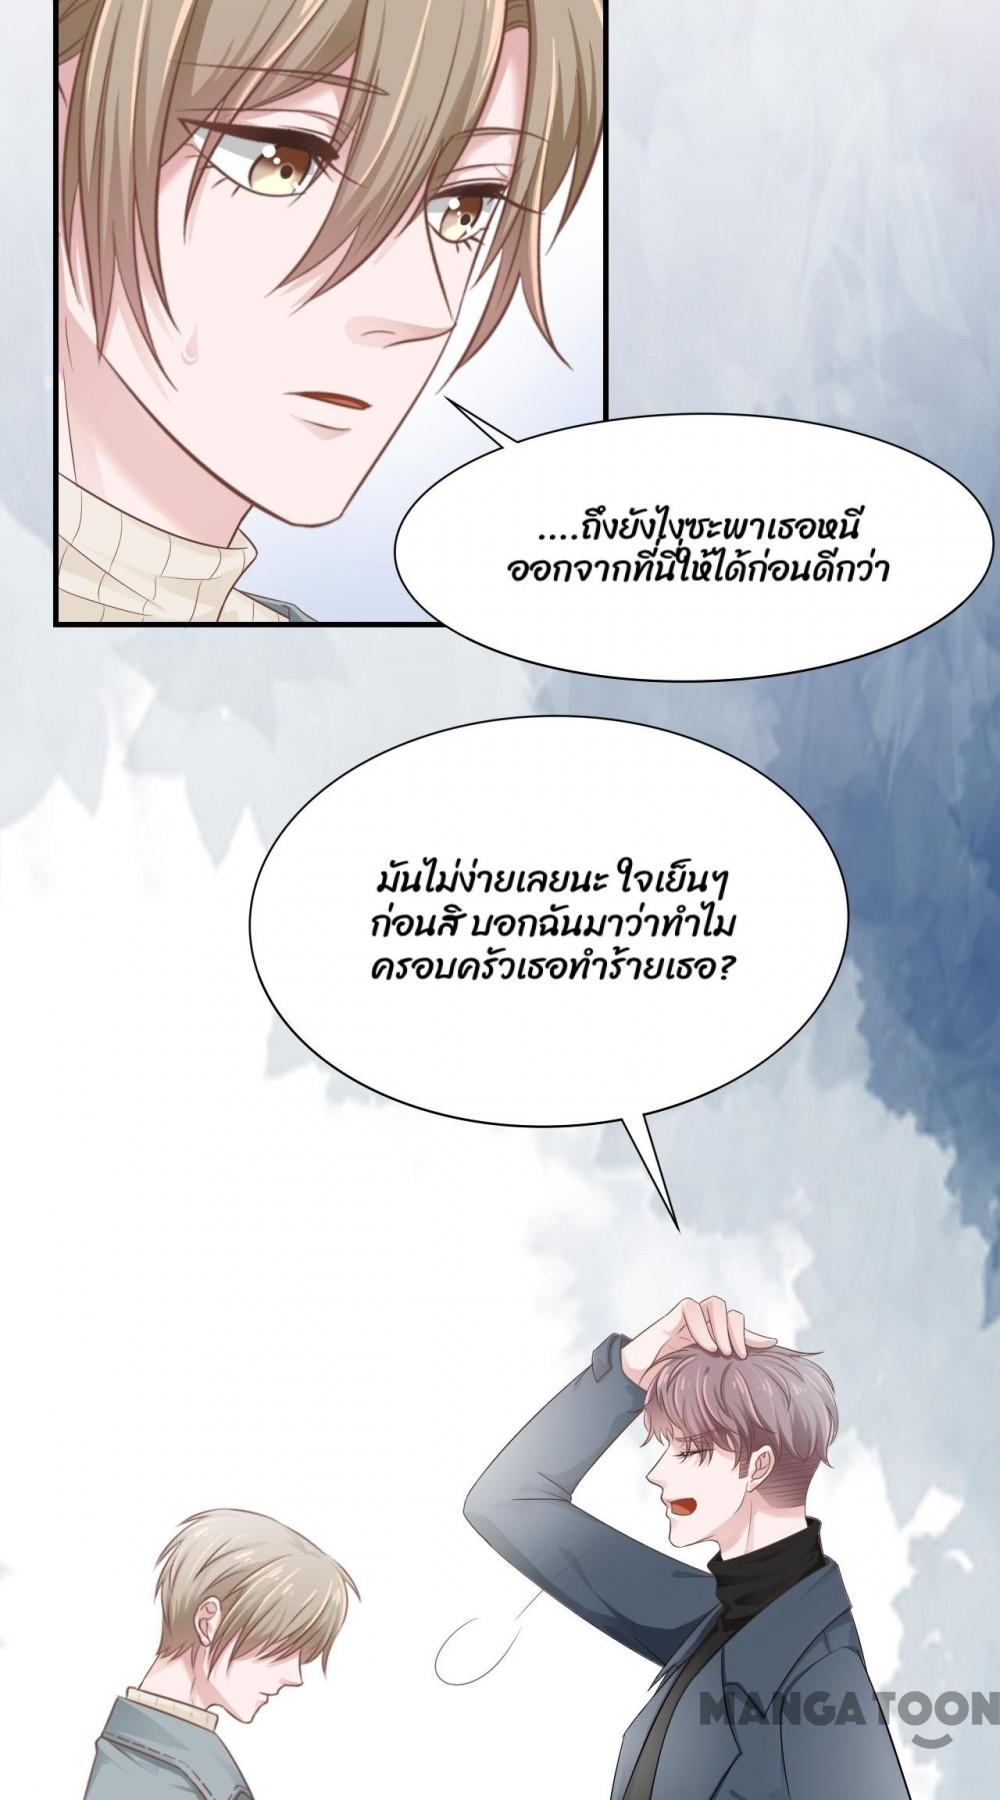 ....ถึงยังไงซะพาเธอหนี
ออกจากที่นี่ให้ได้ก่อนดีกว่า
มันไม่ง่ายเลยนะ ใจเย็นๆ
ก่อนสิ บอกฉันมาว่าทำไม
ครอบครัวเธอทำร้ายเธอ?
MANGATOON